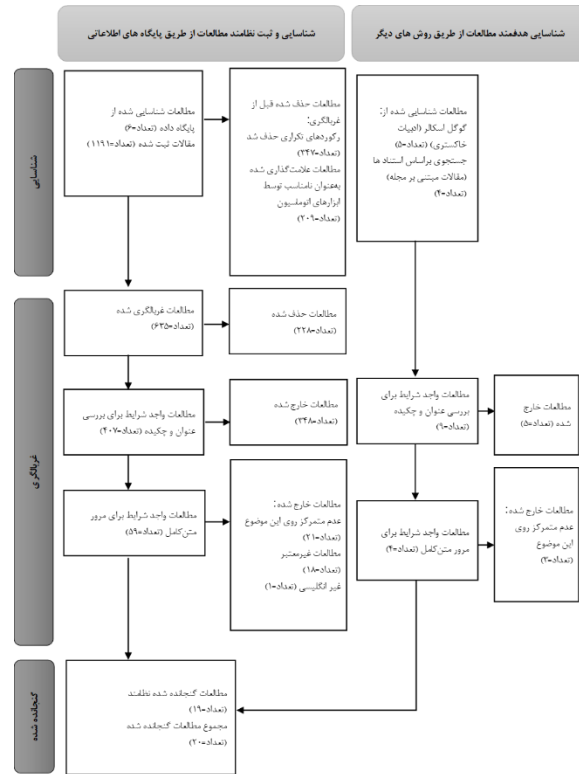 شناسایی و ثبت نظامند مطالعات از طریق پایگاه های اطلاعاتی
شناسایی هدفمند مطالعات از طریق روش های دیگر
شناسایی
مطالعات شناسایی شده از
پایگاه داده (تعداد=۶)
مقالات ثبت شده (تعداد=۱۱۹۱)
مطالعات حذف شده قبل از
غربالگری:
رکوردهای تکراری حذف شد
(تعداد=۳۴۷)
مطالعات علامت‌گذاری شده
به‌عنوان نامناسب توسط
ابزارهای اتوماسیون
(تعداد=۲۰۹)
مطالعات شناسایی شده از:
گوگل اسکالر (ادبیات
خاکستری) (تعداد=۵)
جستجوی براساس استناد ها
(مقالات مبتنی بر مجله)
(تعداد=۴)
غربالگری
مطالعات غربالگری شده
(تعداد=۶۳۵)
مطالعات حذف شده
(تعداد=۲۲۸)
مطالعات واجد شرایط برای بررسی
عنوان و چکیده (تعداد=۴۰۷)
مطالعات خارج شده
(تعداد=۳۴۸)
مطالعات واجد شرایط برای
بررسی عنوان و چکیده
(تعداد=۹)
مطالعات خارج
شده (تعداد=۵)
مطالعات واجد شرایط برای مرور
متن‌کامل (تعداد=۵۹)
مطالعات خارج شده:
عدم متمرکز روی این موضوع
(تعداد=۲۱)
مطالعات غیرمعتبر
(تعداد=۱۸)
غیر انگلیسی (تعداد=۱)
مطالعات واجد شرایط برای
مرور متن‌کامل (تعداد=۴)
مطالعات خارج شده:
عدم متمرکز روی
این موضوع
(تعداد=۳)
گنجانده شده
مطالعات گنجانده شده نظامند
(تعداد=۱۹)
مجموع مطالعات گنجانده شده
(تعداد=۲۰)